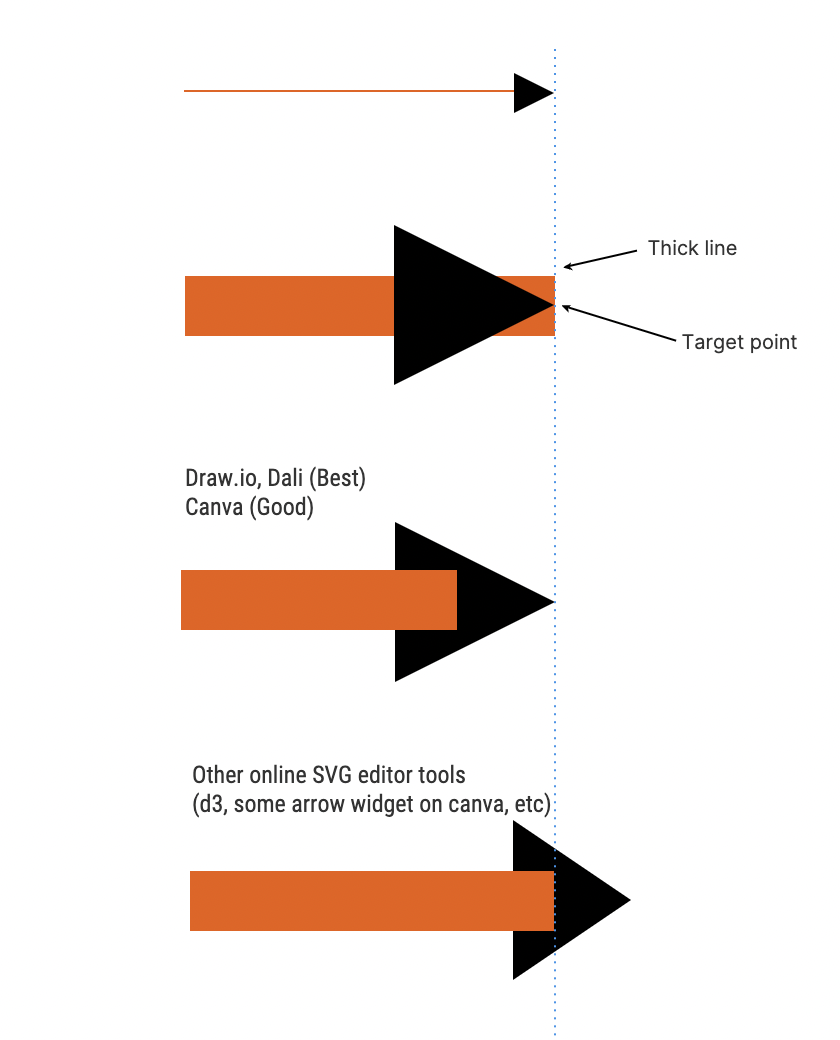 Thick line
Target point
Draw.io, Dali (Best)
Canva (Good)
Other online SVG editor tools
(d3, some arrow widget on canva, etc)